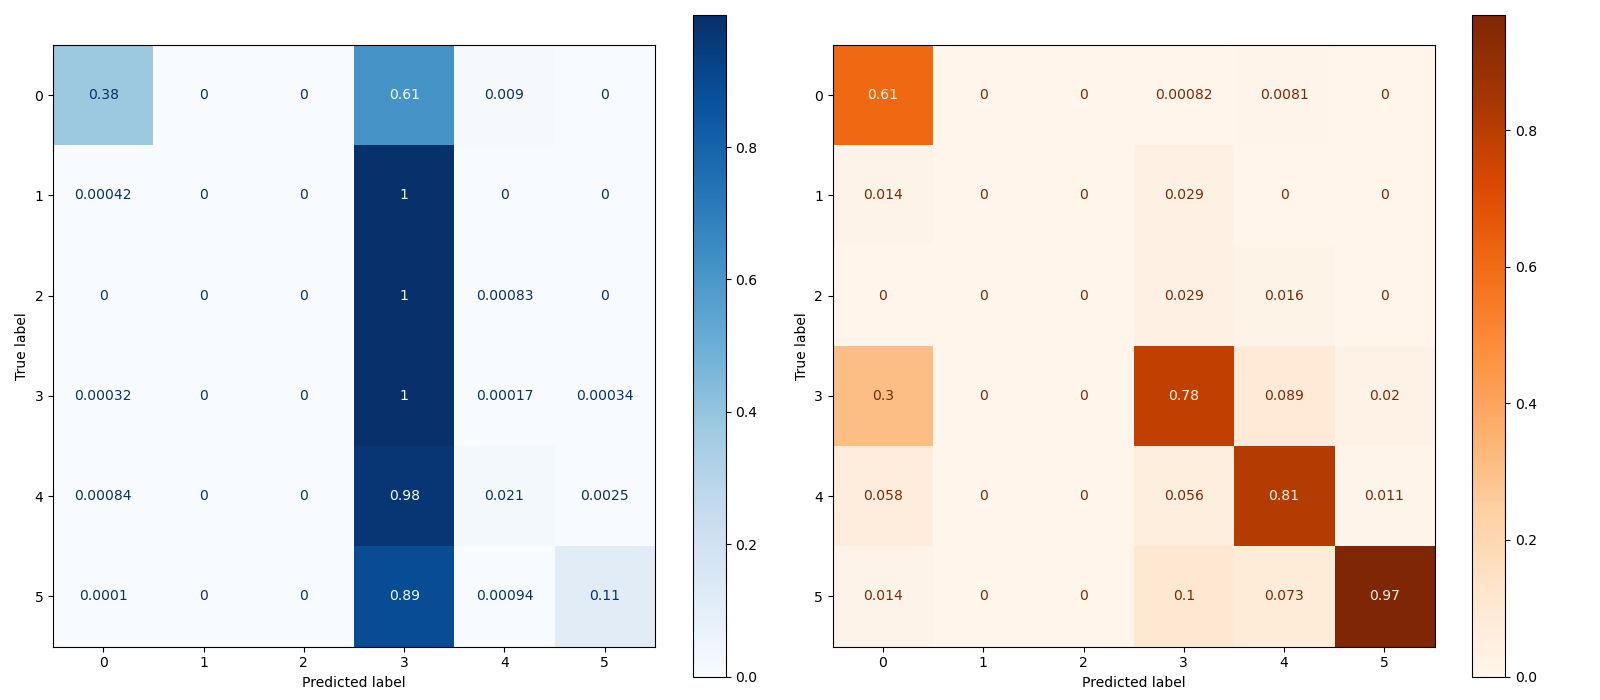 0 0.38 0 0 0.61 0.009 0
1 0.00042 0 0 1 0 0
2 0 0 0 1 0.00083 0
3 0.00032 0 0 1 0.00017 0.00034
4 0.00084 0 0 0.98 0.021 0.0025
5 0.0001 0 0 0.89 0.00094 0.11
0 1 2 3 4 5
Predicted label
True label
0.8
0.6
0.4
0.2
0.0
0 0.61 0 0 0.00082 0.0081 0
1 0.014 0 0 0.029 0 0
2 0 0 0 0.029 0.016 0
3 0.3 0 0 0.78 0.089 0.02
4 0.058 0 0 0.056 0.81 0.011
5 0.014 0 0 0.1 0.073 0.97
0 1 2 3 4 5
Predicted label
True label
0.8
0.6
0.4
0.2
0.0